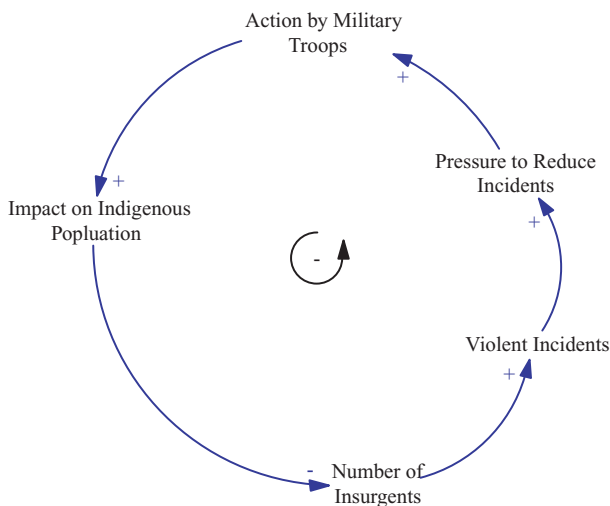 Action by Military
Troops
+
+
Pressure to Reduce
Incidents
+
Impact on Indigenous
Popluation
+
-
Violent Incidents
+
-
Number of
Insurgents